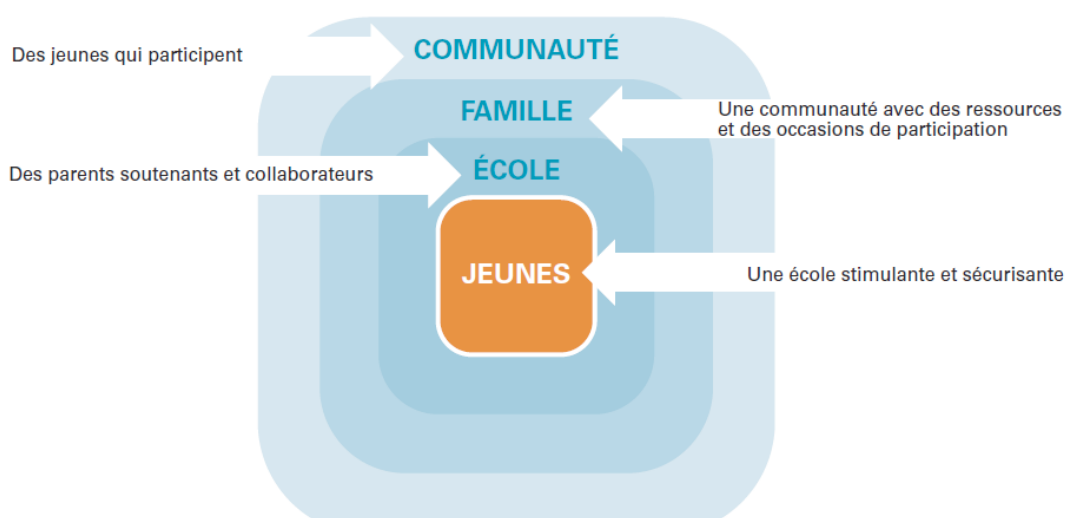 COMMUNAUTÉ
Des jeunes qui participent
FAMILLE
Une communauté avec des ressources
et des occasions de participation
ÉCOLE
Des parents soutenants et collaborateurs
JEUNES
Une école stimulante et sécurisante